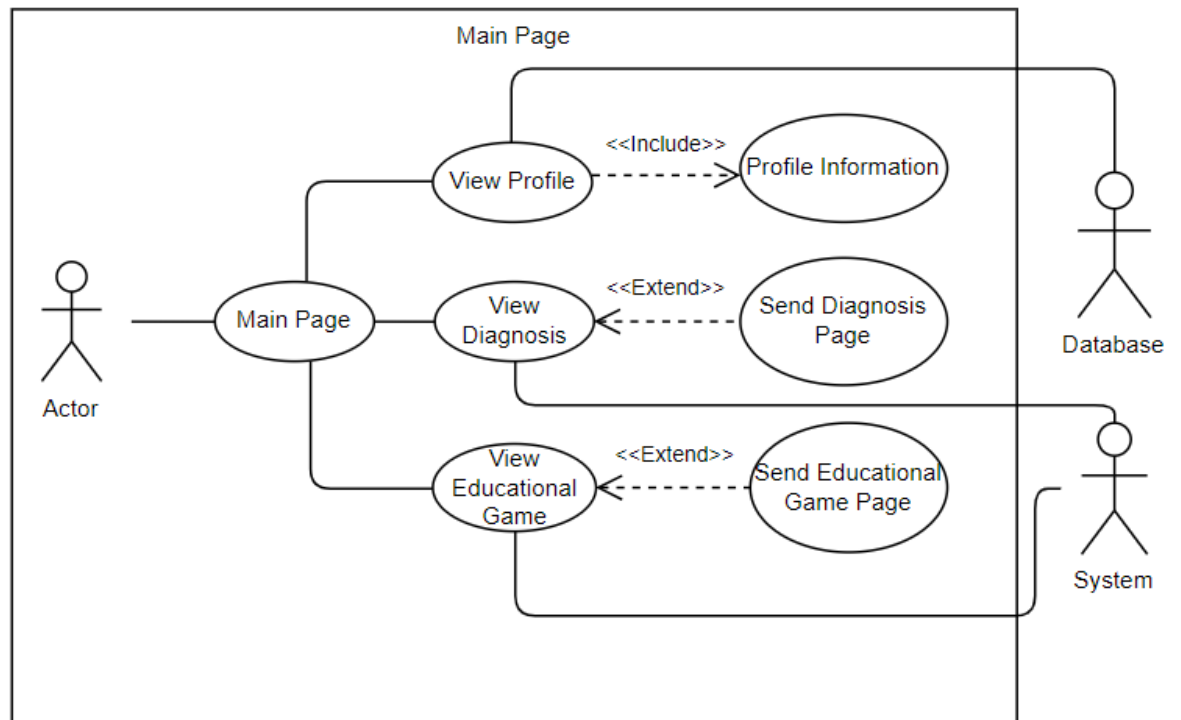 Main Page
<<Include>>
View Profile
Profile Information
<<Extend>>
Main Page
View
Diagnosis
Send Diagnosis
Page
Database
Actor
<<Extend>>
View
Educational
Game
Send Educational
Game Page
System